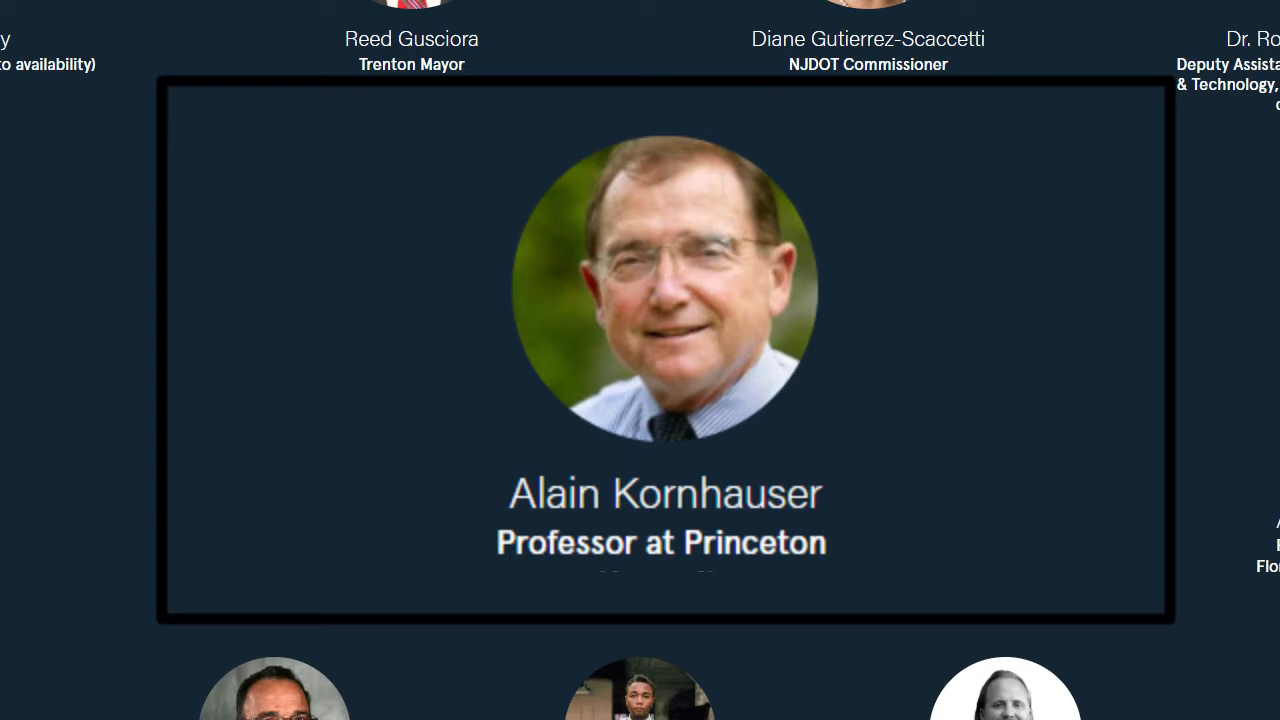 y
Reed Gusciora
Diane Gutierrez-Scaccetti
Dr. Ro
to availability)
Trenton Mayor
NJDOT Commissioner
Deputy Assista
& Technology,
Alain Kornhauser
Professor at Princeton
Flor